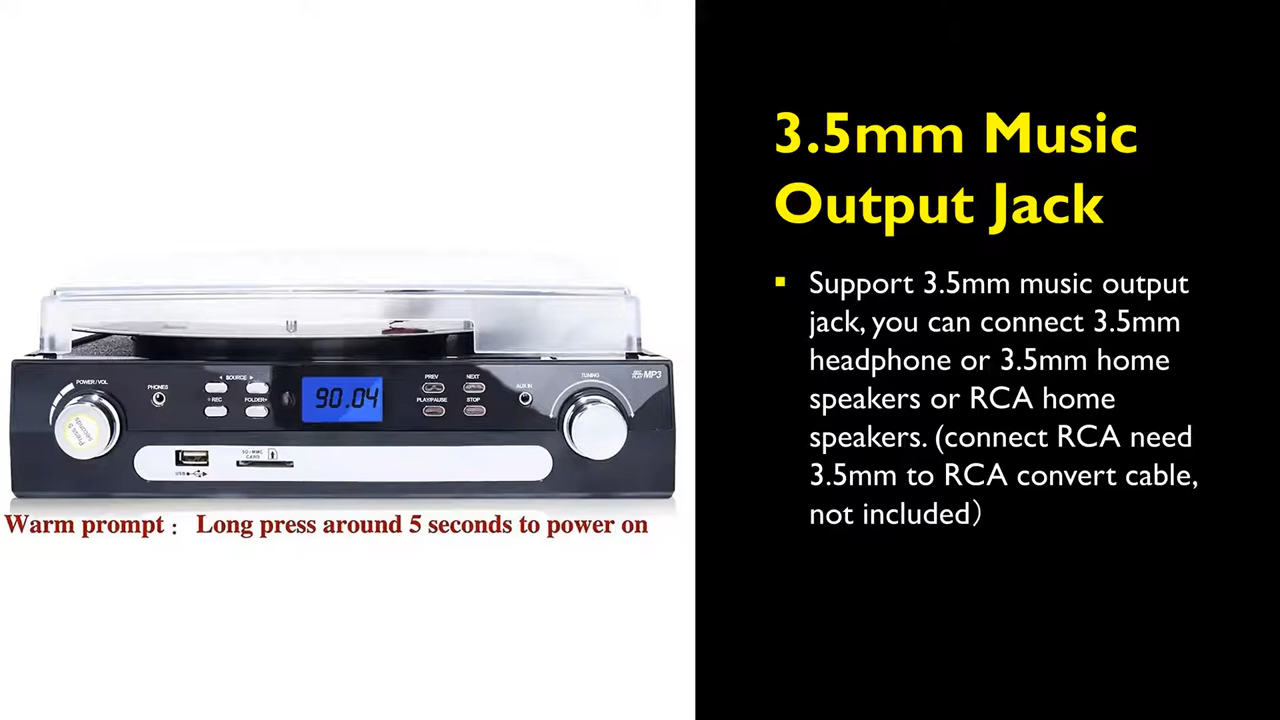 3.5mm Music
Output Jack
▪ Support 3.5mm music output
jack, you can connect 3.5mm
headphone or 3.5mm home
speakers or RCA home
speakers. (connect RCA need
3.5mm to RCA convert cable,
not included）
POWER/VOL
PHONES
◄ SOURCE ►
REC
FOLDER+
90.04
PREV
NEXT
PLAY/PAUSE
STOP
AUX IN
TUNING
MP3
Press 5
seconds
USB
SD/MMC
CARD
Warm prompt： Long press around 5 seconds to power on